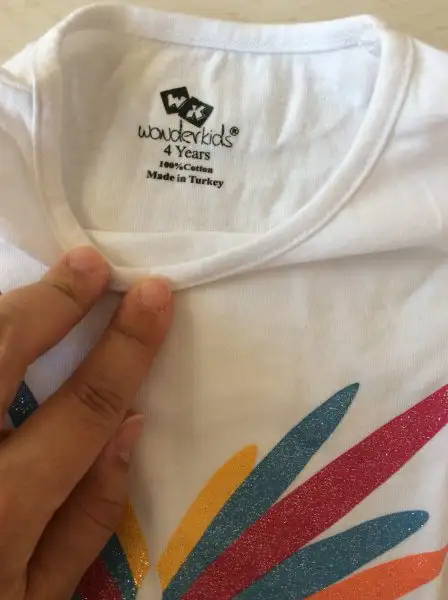 WK
wonderkids®
4 Years
100%Cotton
Made in Turkey